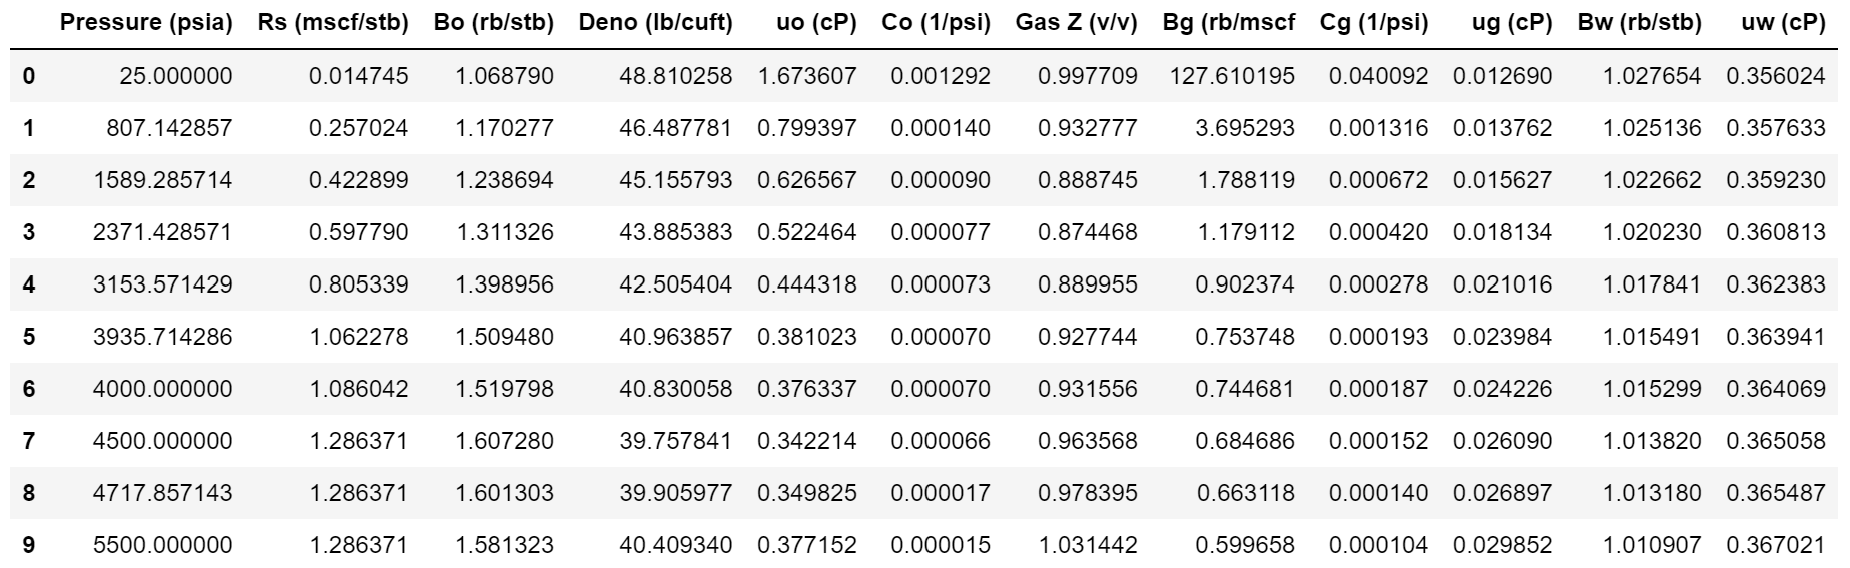 Pressure (psia) Rs (mscf/stb) Bo (rb/stb) Deno (lb/cuft) uo (cP) Co (1/psi) Gas Z (v/v) Bg (rb/mscf Cg (1/psi) ug (cP) Bw (rb/stb) uw (cP)
0 25.000000 0.014745 1.068790 48.810258 1.673607 0.001292 0.997709 127.610195 0.040092 0.012690 1.027654 0.356024
1 807.142857 0.257024 1.170277 46.487781 0.799397 0.000140 0.932777 3.695293 0.001316 0.013762 1.025136 0.357633
2 1589.285714 0.422899 1.238694 45.155793 0.626567 0.000090 0.888745 1.788119 0.000672 0.015627 1.022662 0.359230
3 2371.428571 0.597790 1.311326 43.885383 0.522464 0.000077 0.874468 1.179112 0.000420 0.018134 1.020230 0.360813
4 3153.571429 0.805339 1.398956 42.505404 0.444318 0.000073 0.889955 0.902374 0.000278 0.021016 1.017841 0.362383
5 3935.714286 1.062278 1.509480 40.963857 0.381023 0.000070 0.927744 0.753748 0.000193 0.023984 1.015491 0.363941
6 4000.000000 1.086042 1.519798 40.830058 0.376337 0.000070 0.931556 0.744681 0.000187 0.024226 1.015299 0.364069
7 4500.000000 1.286371 1.607280 39.757841 0.342214 0.000066 0.963568 0.684686 0.000152 0.026090 1.013820 0.365058
8 4717.857143 1.286371 1.601303 39.905977 0.349825 0.000017 0.978395 0.663118 0.000140 0.026897 1.013180 0.365487
9 5500.000000 1.286371 1.581323 40.409340 0.377152 0.000015 1.031442 0.599658 0.000104 0.029852 1.010907 0.367021